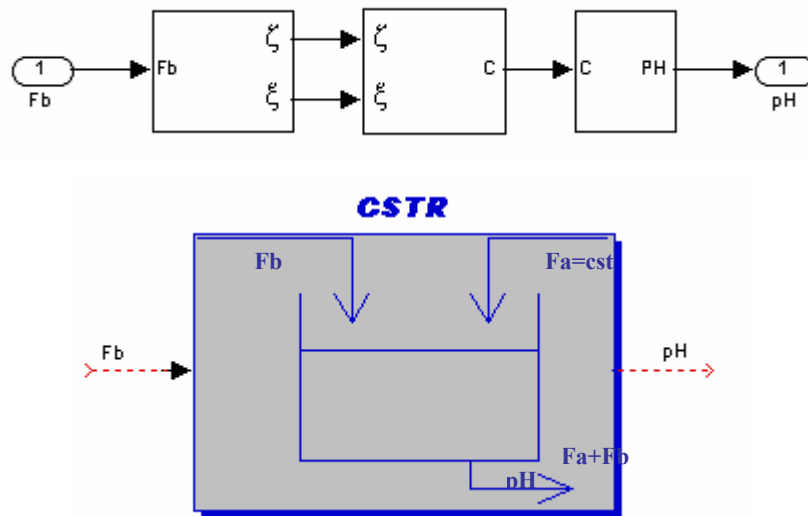 ζ ζ
1 Fb C C PH 1
Fb ξ ξ pH
CSTR
Fb Fa=cst
Fb pH
Fa+Fb
pH